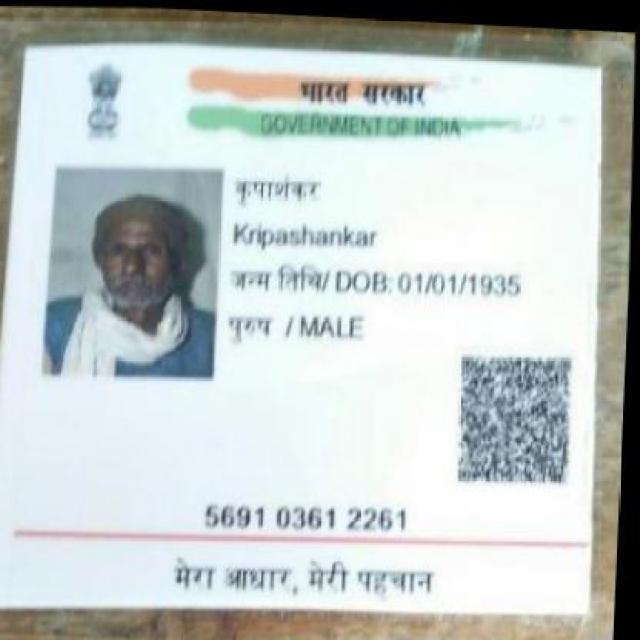 भारत सरकार
GOVERNMENT OF INDIA
कृपाशंकर
Kripashankar
जन्म तिथि/ DOB: 01/01/1935
पुरुष / MALE
5691 0361 2261
मेरा आधार, मेरी पहचान